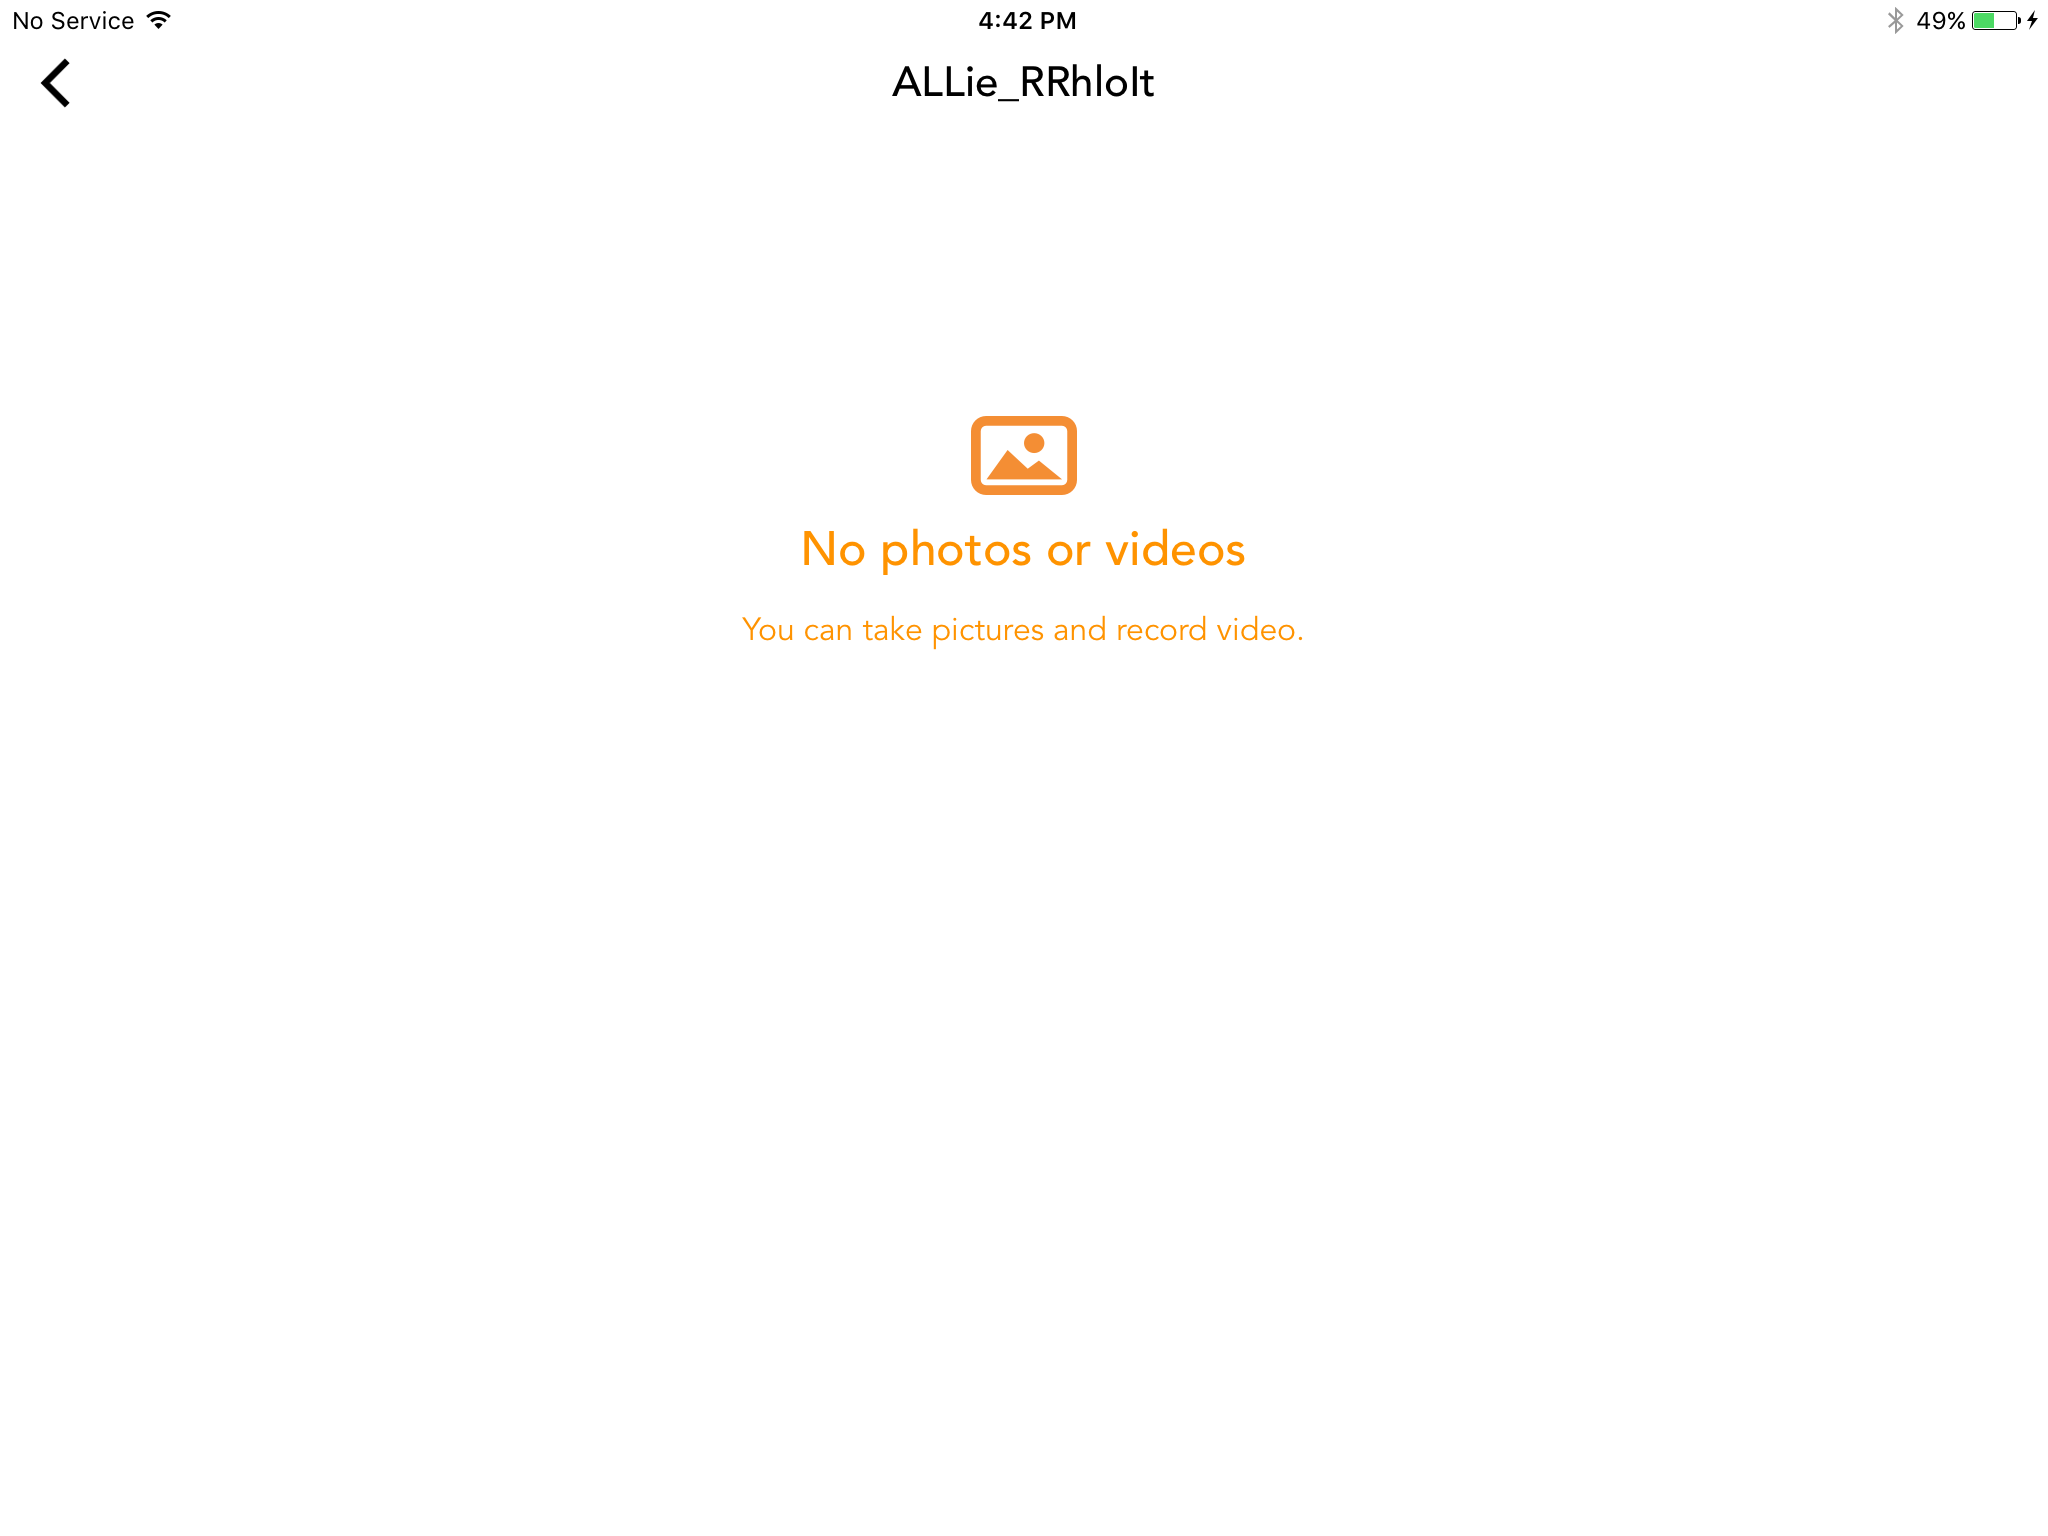 No Service
4:42 PM
49%
ALLie_RRhloIt
No photos or videos
You can take pictures and record video.